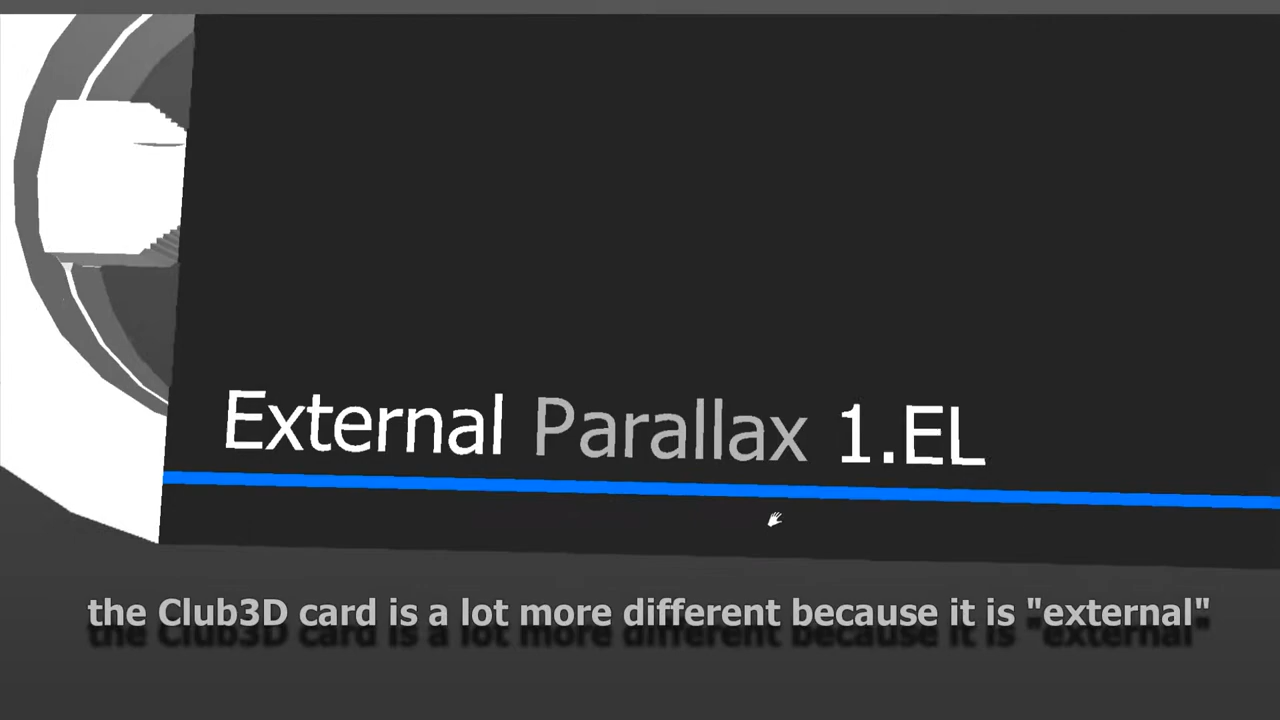 External Parallax 1.EL
the Club3D card is a lot more different because it is "external"